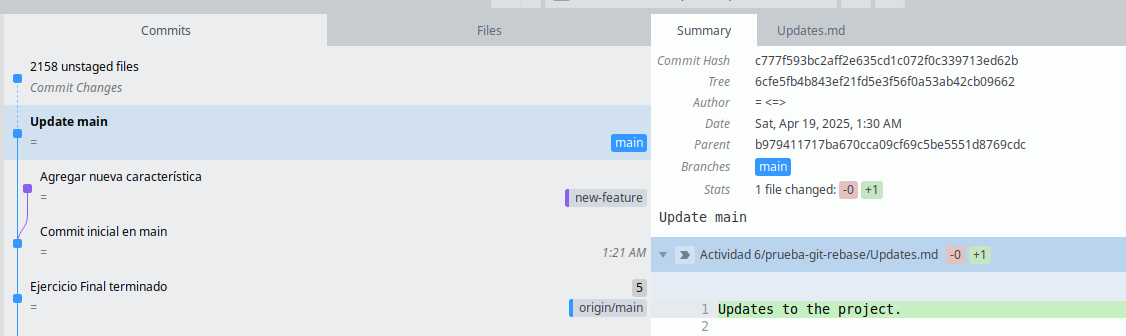 Commits
Files
2158 unstaged files
Commit Changes
Update main
=
main
Agregar nueva característica
=
new-feature
Commit inicial en main
=
1:21 AM
Ejercicio Final terminado
5
=
origin/main
Summary
Updates.md
Commit Hash c777f593bc2aff2e635cd1c072f0c339713ed62b
Tree 6cfe5fb4b843ef21fd5e3f56f0a53ab42cb09662
Author = <=>
Date Sat, Apr 19, 2025, 1:30 AM
Parent b979411717ba670cca09cf69c5be5551d8769cdc
Branches main
Stats 1 file changed: -0 +1
Update main
Actividad 6/prueba-git-rebase/Updates.md -0 +1
1 Updates to the project.
2